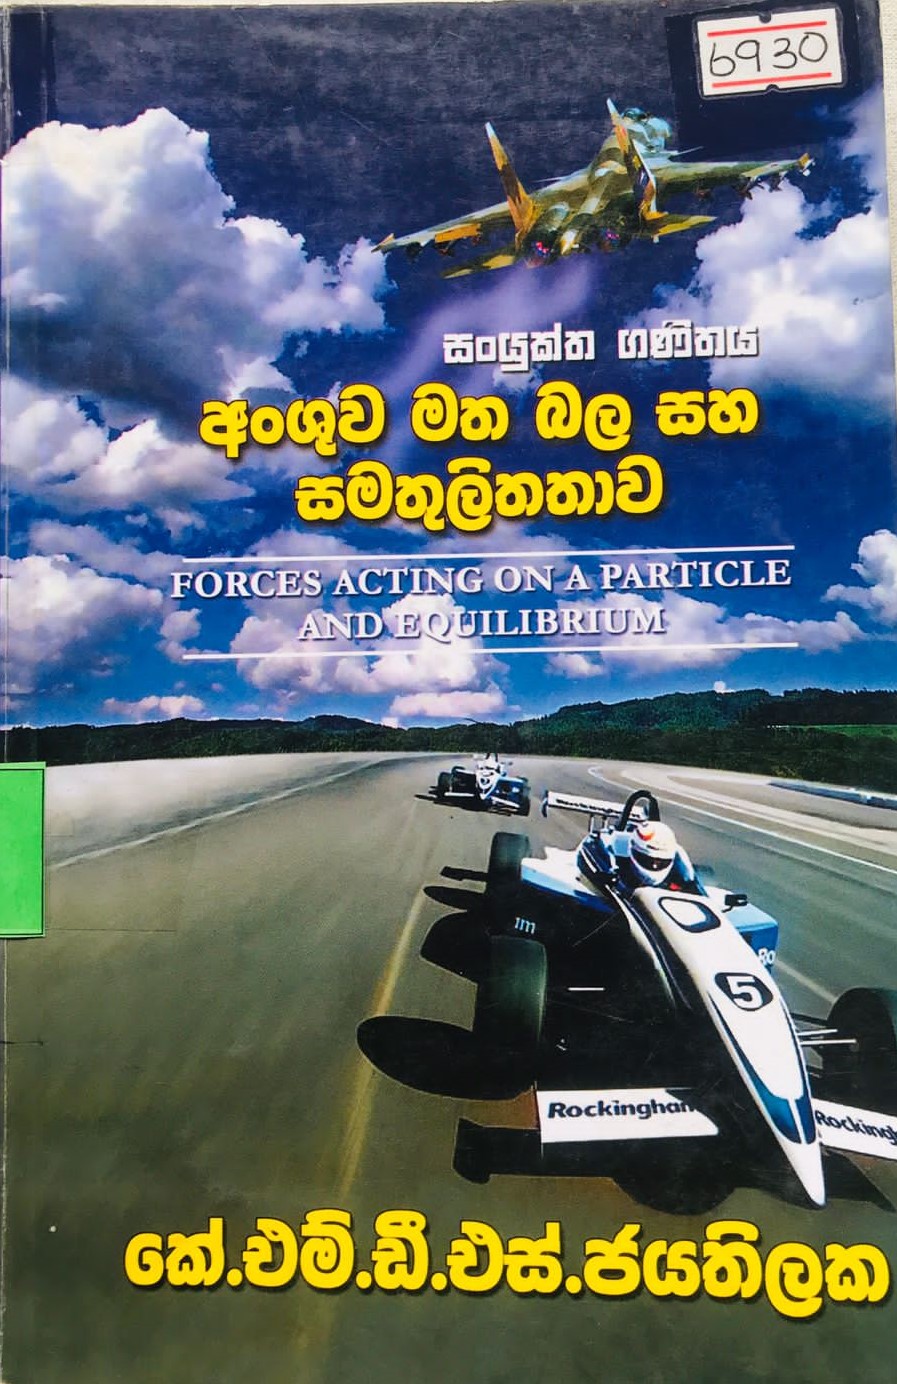 6930
සංයුක්ත ගණිතය
අංශුව මත බල සහ
සමතුලිතතාව
FORCES ACTING ON A PARTICLE
AND EQUILIBRIUM
5
Rockingham
Rocking
කේ.එම්.ඩී.එස්.ජයතිලක